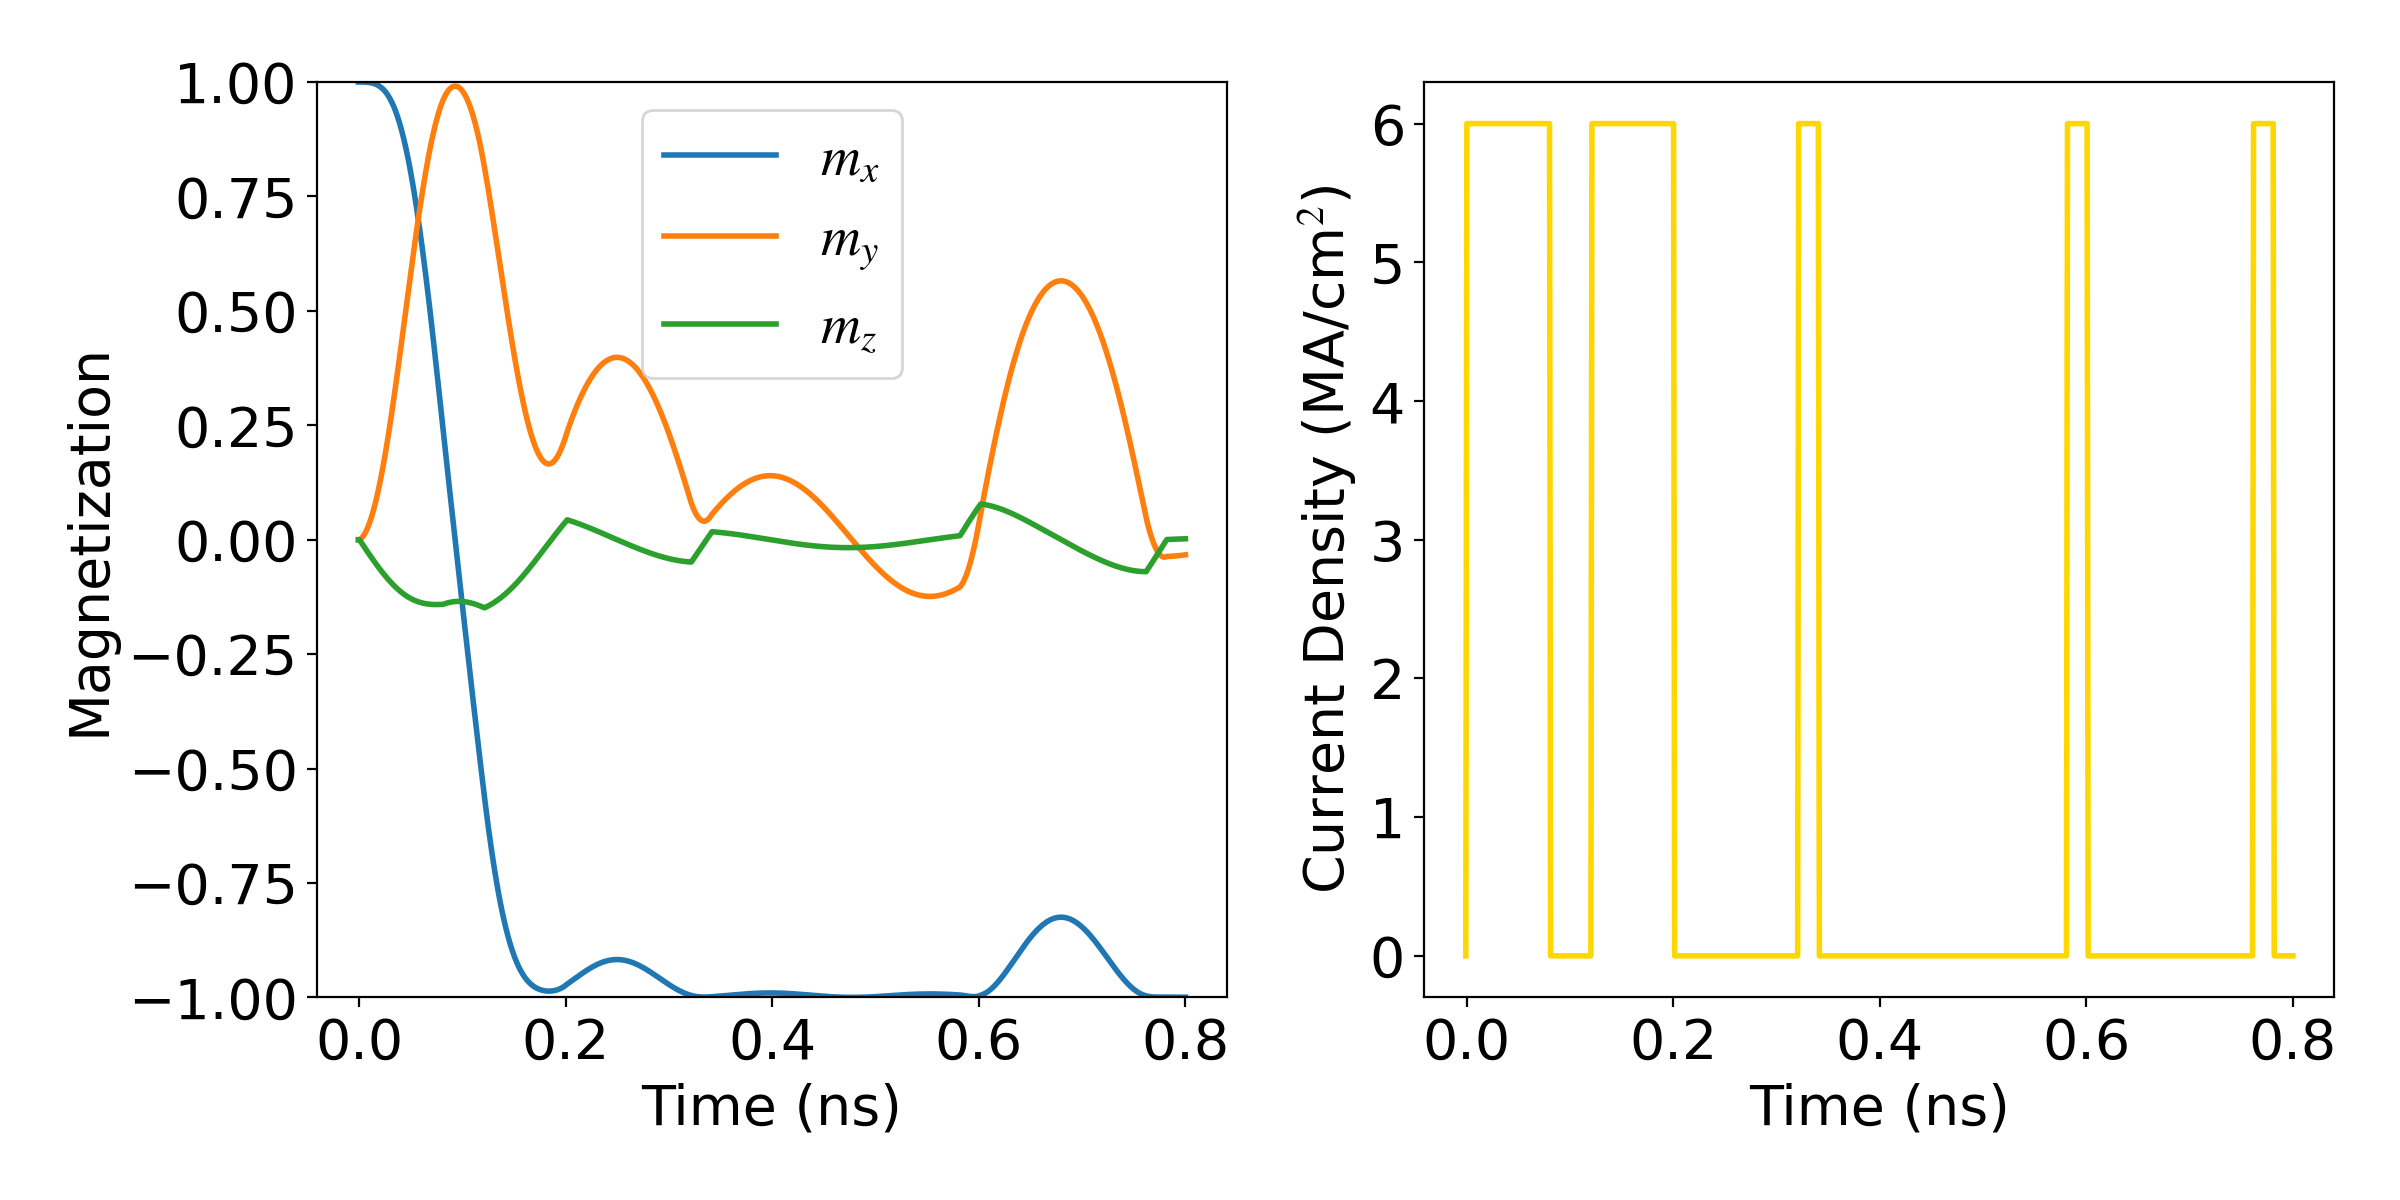 Magnetization
1.00
0.75
0.50
0.25
0.00
−0.25
−0.50
−0.75
−1.00
0.0 0.2 0.4 0.6 0.8
Time (ns)
mₓ
m_y
m_z
Current Density (MA/cm²)
6
5
4
3
2
1
0
0.0 0.2 0.4 0.6 0.8
Time (ns)